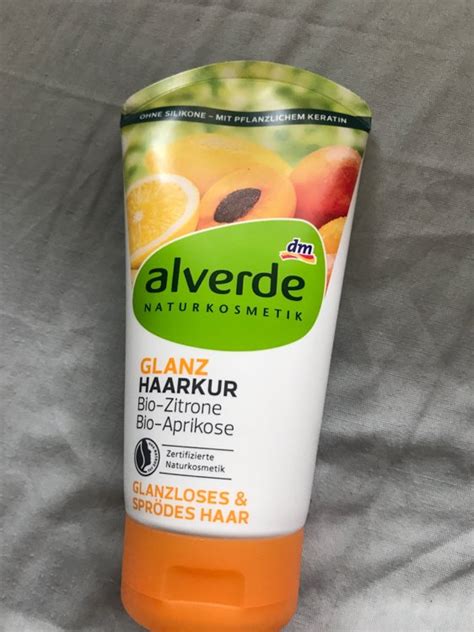 OHNE SILIKONE – MIT PFLANZLICHEM KERATIN
dm
alverde
NATURKOSMETIK
GLANZ
HAARKUR
Bio-Zitrone
Bio-Aprikose
Zertifizierte
Naturkosmetik
GLANZLOSES &
SPRÖDES HAAR